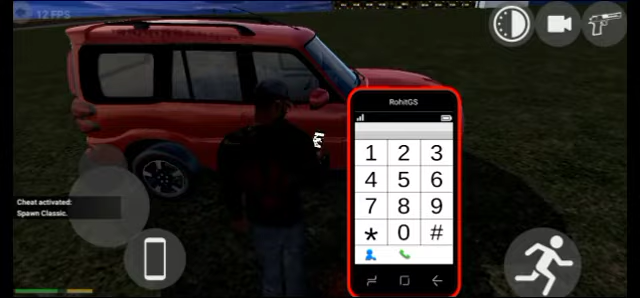 12 FPS
RohitGS
1 2 3
4 5 6
7 8 9
* 0 #
Cheat activated:
Spawn Classic.